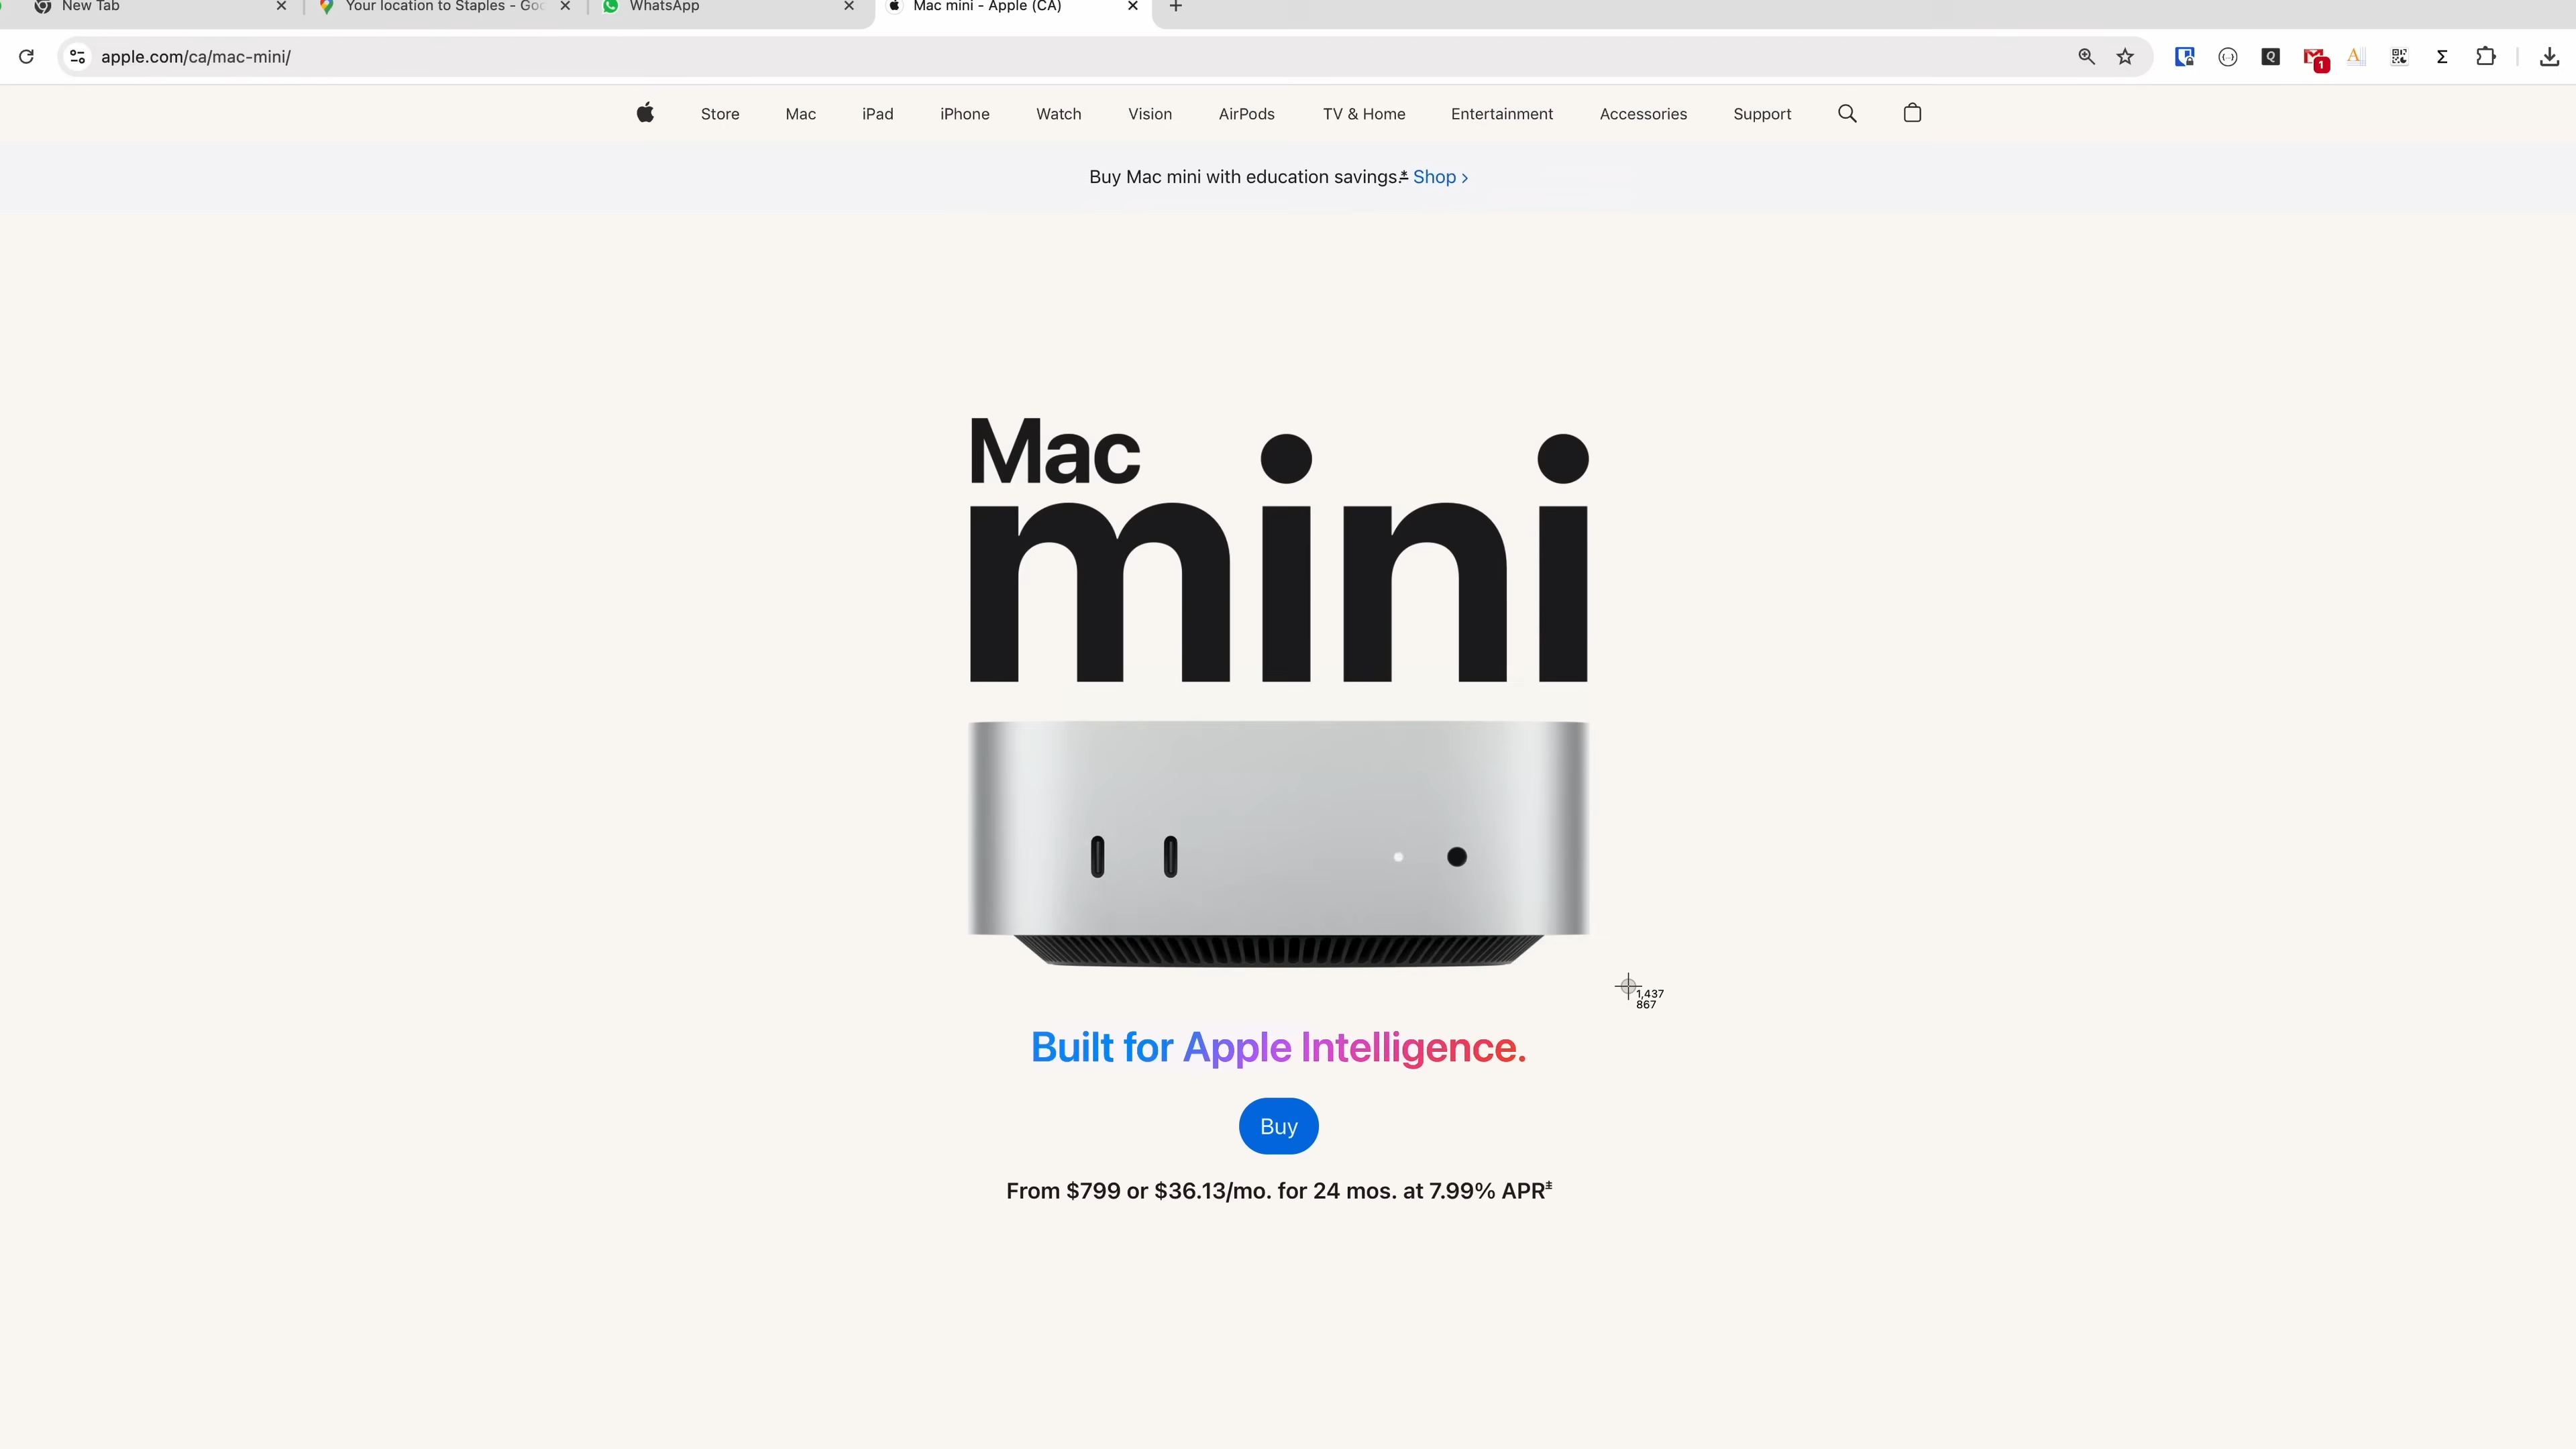 New Tab
Your location to Staples - Goo
WhatsApp
Mac mini - Apple (CA)
apple.com/ca/mac-mini/
1
Store Mac iPad iPhone Watch Vision AirPods TV & Home Entertainment Accessories Support
Buy Mac mini with education savings.* Shop >
Mac
mini
1,437
867
Built for Apple Intelligence.
Buy
From $799 or $36.13/mo. for 24 mos. at 7.99% APR‡